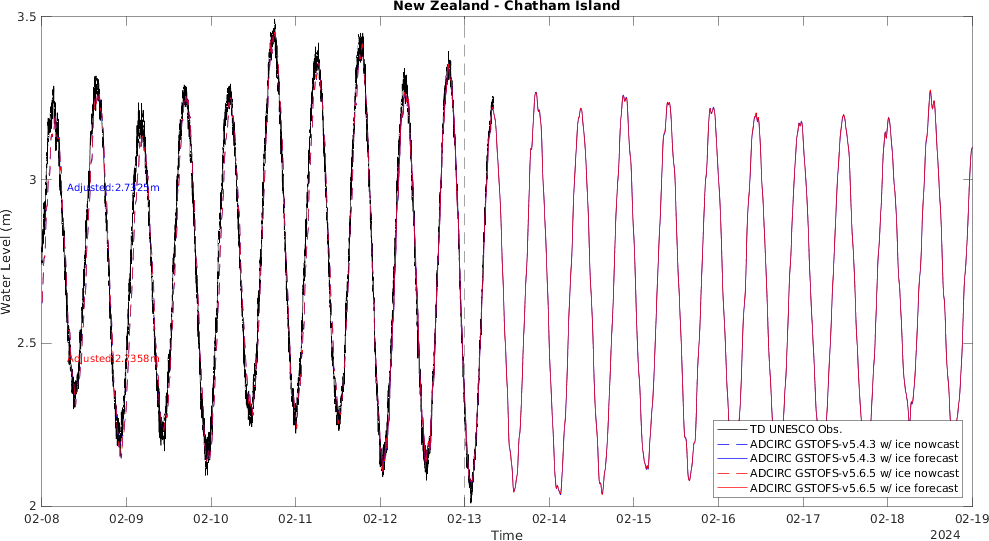 New Zealand - Chatham Island
3.5
3
2.5
2
Water Level (m)
Adjusted:2.7325m
Adjusted:2.7358m
TD UNESCO Obs.
ADCIRC GSTOFS-v5.4.3 w/ ice nowcast
ADCIRC GSTOFS-v5.4.3 w/ ice forecast
ADCIRC GSTOFS-v5.6.5 w/ ice nowcast
ADCIRC GSTOFS-v5.6.5 w/ ice forecast
02-08 02-09 02-10 02-11 02-12 02-13 02-14 02-15 02-16 02-17 02-18 02-19
Time
2024